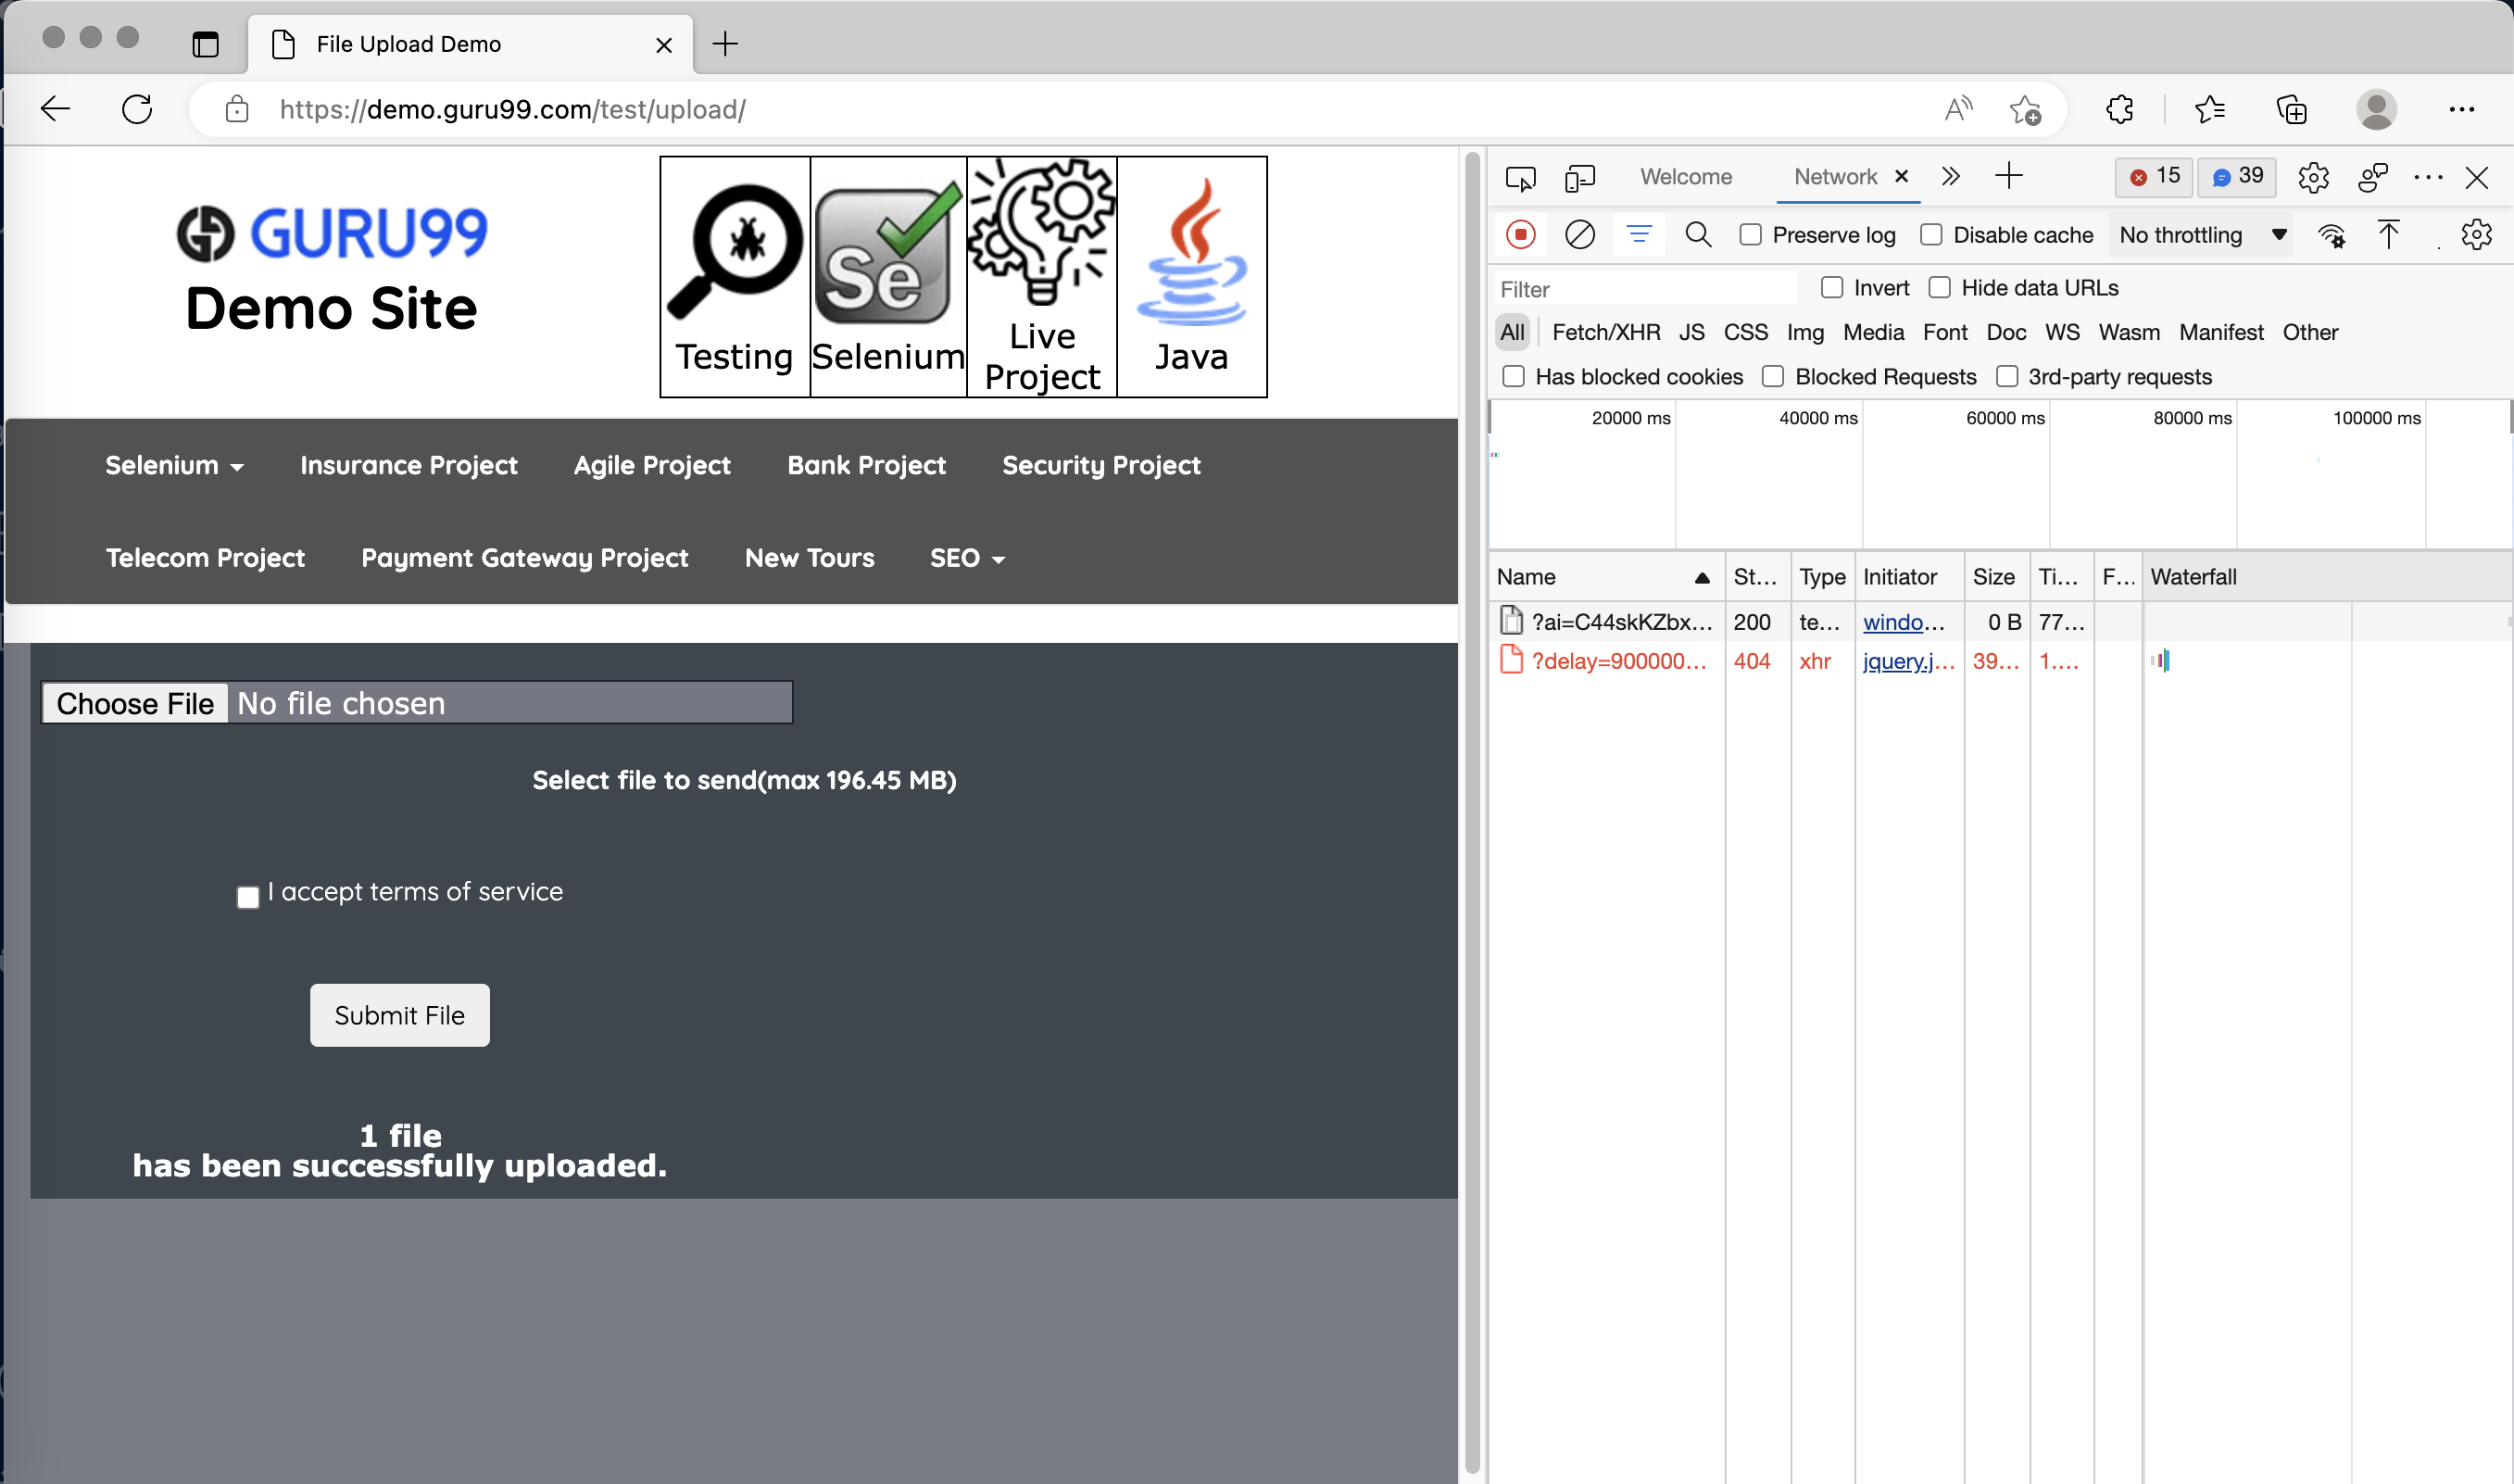 File Upload Demo
https://demo.guru99.com/test/upload/
GURU99
Demo Site
Testing
Se
Selenium
Live
Project
Java
Selenium
Insurance Project
Agile Project
Bank Project
Security Project
Telecom Project
Payment Gateway Project
New Tours
SEO
Choose File No file chosen
Select file to send(max 196.45 MB)
I accept terms of service
Submit File
1 file
has been successfully uploaded.
Welcome
Network
15
39
Preserve log
Disable cache
No throttling
Filter
Invert
Hide data URLs
All Fetch/XHR JS CSS Img Media Font Doc WS Wasm Manifest Other
Has blocked cookies
Blocked Requests
3rd-party requests
20000 ms 40000 ms 60000 ms 80000 ms 100000 ms
Name St... Type Initiator Size Ti... F... Waterfall
?ai=C44skKZbx... 200 te... windo... 0 B 77...
?delay=900000... 404 xhr jquery.j... 39... 1....